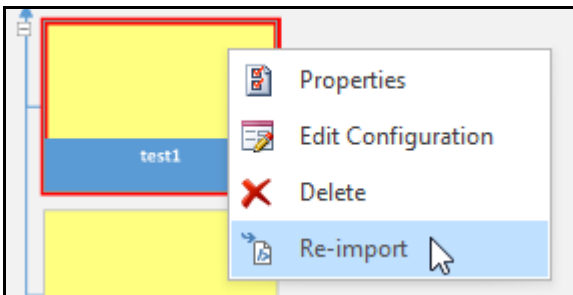 Properties
Edit Configuration
test1
Delete
Re-import